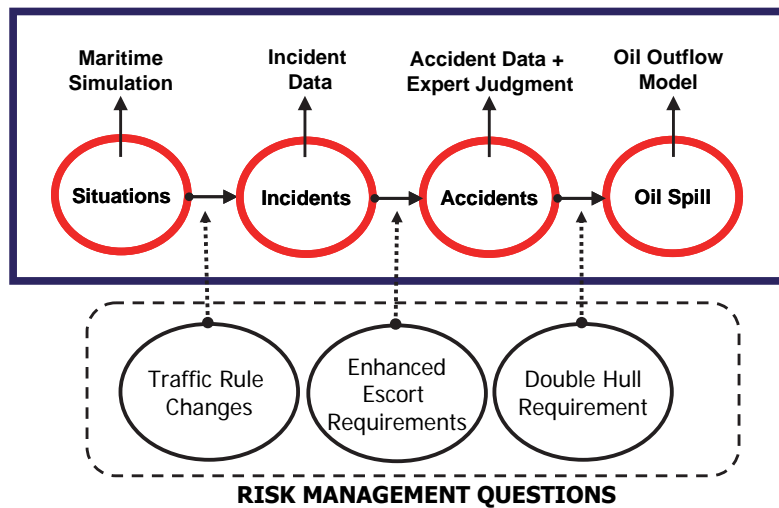 Maritime
Simulation
Incident
Data
Accident Data +
Expert Judgment
Oil Outflow
Model
Situations
Incidents
Accidents
Oil Spill
Traffic Rule
Changes
Enhanced
Escort
Requirements
Double Hull
Requirement
RISK MANAGEMENT QUESTIONS